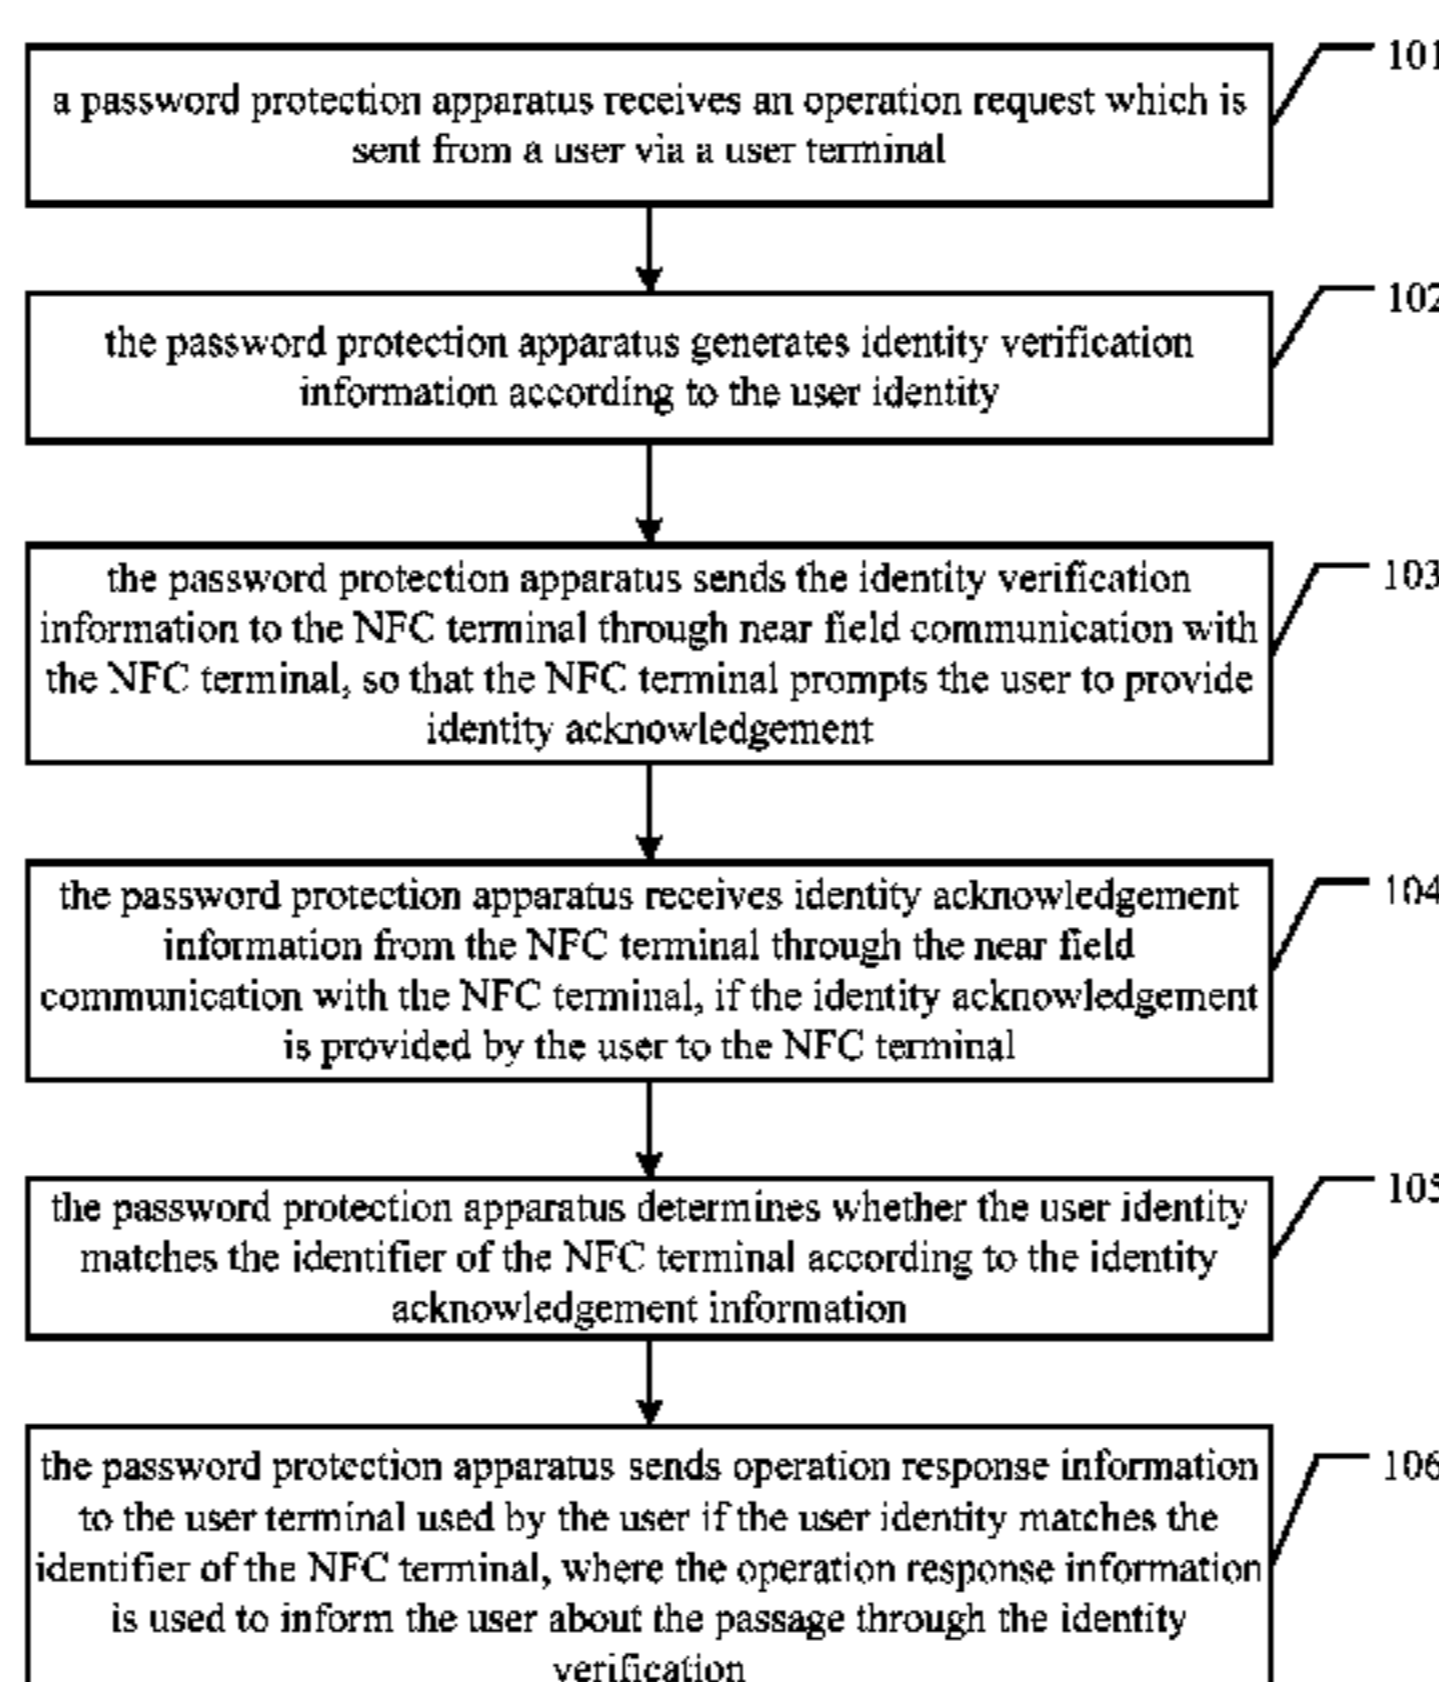 101
a password protection apparatus receives an operation request which is
sent from a user via a user terminal
102
the password protection apparatus generates identity verification
information according to the user identity
103
the password protection apparatus sends the identity verification
information to the NFC terminal through near field communication with
the NFC terminal, so that the NFC terminal prompts the user to provide
identity acknowledgement
104
the password protection apparatus receives identity acknowledgement
information from the NFC terminal through the near field
communication with the NFC terminal, if the identity acknowledgement
is provided by the user to the NFC terminal
105
the password protection apparatus determines whether the user identity
matches the identifier of the NFC terminal according to the identity
acknowledgement information
106
the password protection apparatus sends operation response information
to the user terminal used by the user if the user identity matches the
identifier of the NFC terminal, where the operation response information
is used to inform the user about the passage through the identity
verification